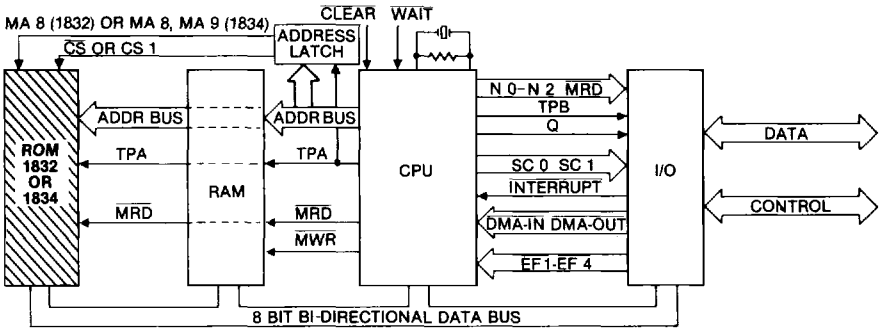 CLEAR WAIT
MA 8 (1832) OR MA 8, MA 9 (1834)
CS OR CS 1
ADDRESS
LATCH
ADDR BUS
ADDR BUS
N 0-N 2 MRD
TPB
Q
DATA
ROM
1832
OR
1834
TPA
RAM
TPA
CPU
SC 0 SC 1
I/O
INTERRUPT
CONTROL
MRD
MRD
DMA-IN DMA-OUT
MWR
EF1-EF 4
8 BIT BI-DIRECTIONAL DATA BUS